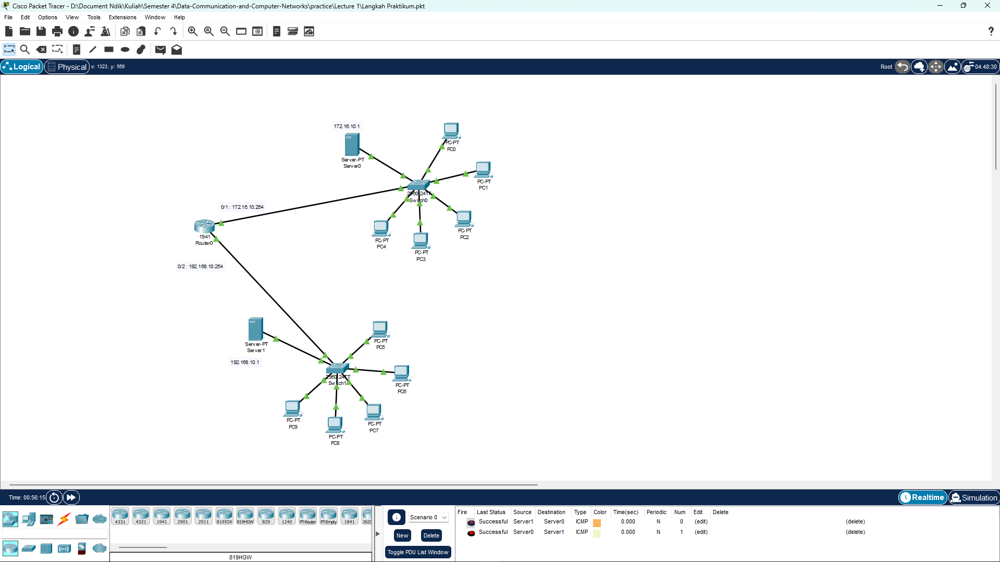 Cisco Packet Tracer - D:\Document Ndik\Kuliah\Semester 4\Data-Communication-and-Computer-Networks\practice\Lecture 1\Langkah Praktikum.pkt
File Edit Options View Tools Extensions Window Help
Logical Physical x: 1323, y: 569 Root 04:48:30
172.16.10.1
PC-PT
PC0
Server-PT
Server0
PC-PT
PC1
2960-24TT
Switch0
0/1 : 172.16.10.254
PC-PT
PC2
1941
Router0
PC-PT
PC4
PC-PT
PC3
0/2 : 192.168.10.254
Server-PT
Server1
PC-PT
PC5
192.168.10.1
2960-24TT
Switch1
PC-PT
PC6
PC-PT
PC9
PC-PT
PC7
PC-PT
PC8
Time: 00:56:15 Realtime Simulation
4331 4321 1941 2901 2911 819IOX 819HGW 829 1240 PT-Router PT-Empty 1841 2620
819HGW
Scenario 0
New Delete
Toggle PDU List Window
Fire Last Status Source Destination Type Color Time(sec) Periodic Num Edit Delete
Successful Server1 Server0 ICMP 0.000 N 0 (edit) (delete)
Successful Server0 Server1 ICMP 0.000 N 1 (edit) (delete)